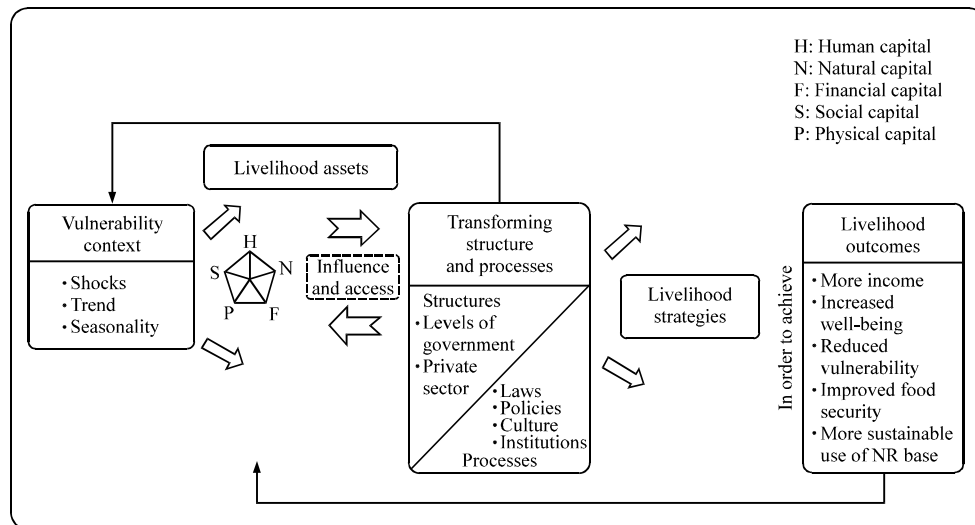 H: Human capital
N: Natural capital
F: Financial capital
S: Social capital
P: Physical capital
Livelihood assets
Vulnerability
context
· Shocks
· Trend
· Seasonality
H
S
N
P
F
Influence
and access
Transforming
structure
and processes
Structures
· Levels of
government
· Private
sector
· Laws
· Policies
· Culture
· Institutions
Processes
Livelihood
strategies
In order to achieve
Livelihood
outcomes
· More income
· Increased
well-being
· Reduced
vulnerability
· Improved food
security
· More sustainable
use of NR base